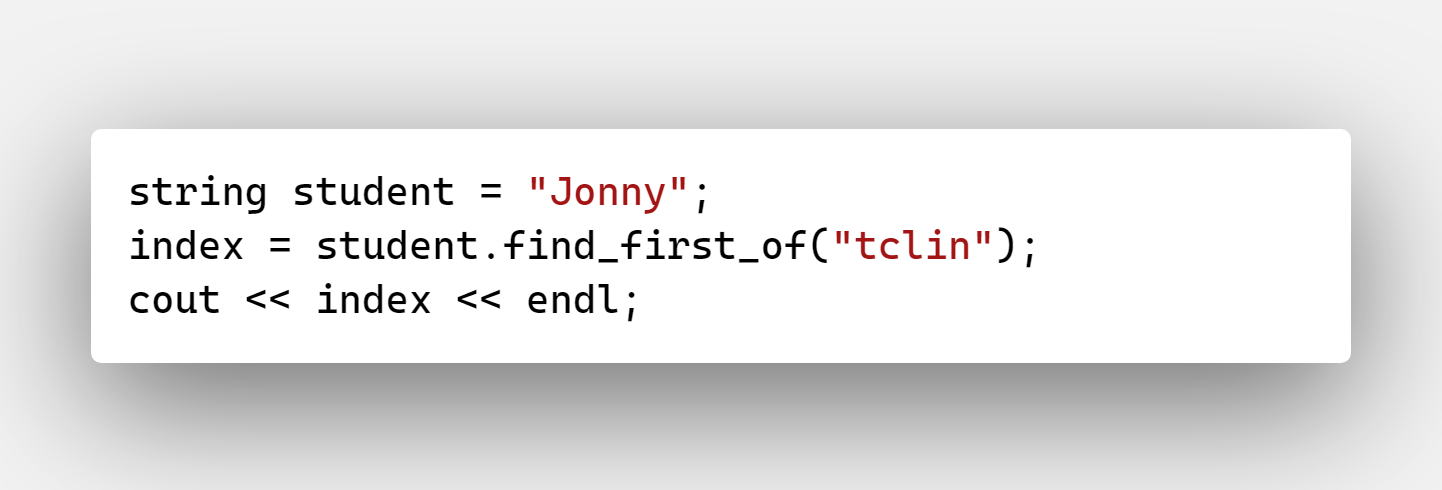 string student = "Jonny";
index = student.find_first_of("tclin");
cout << index << endl;